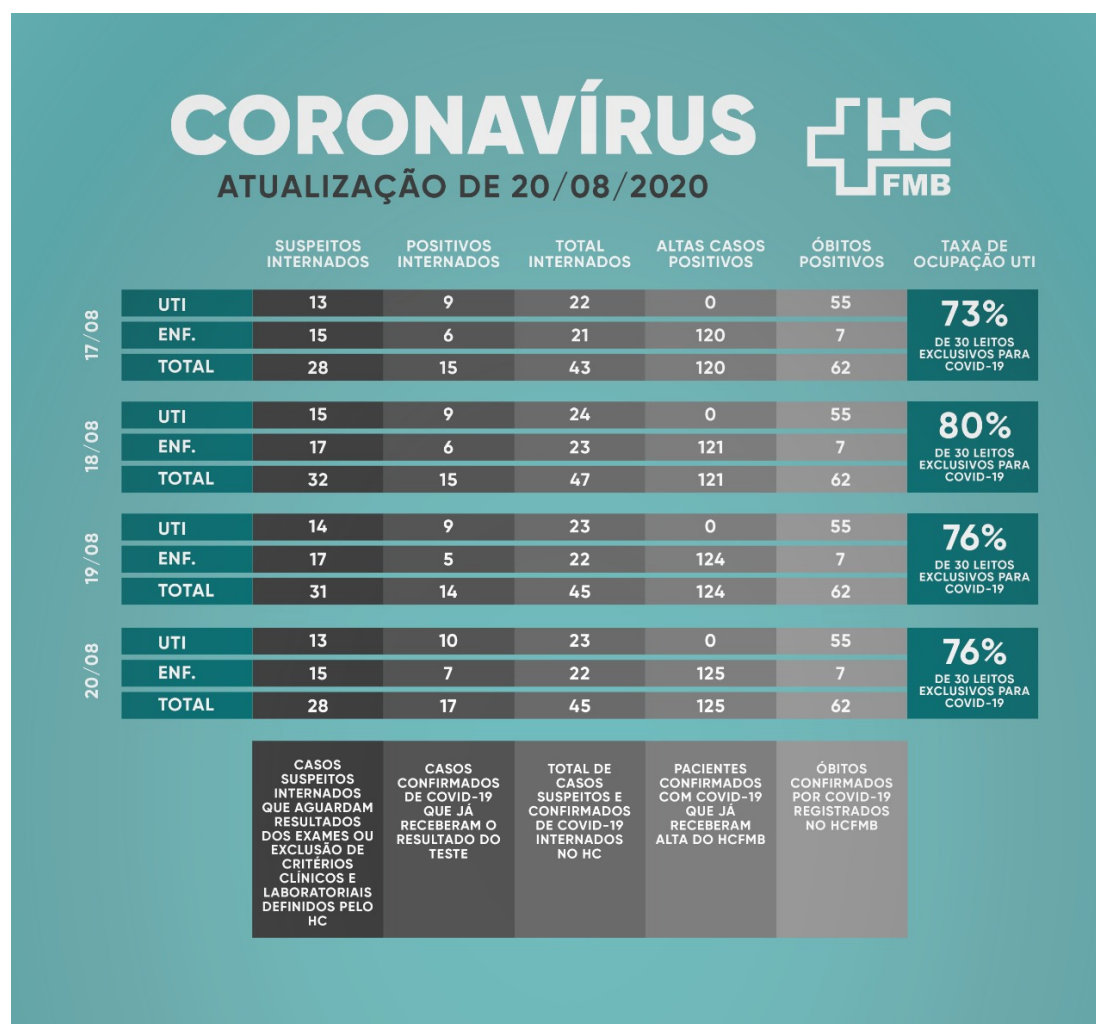 CORONAVÍRUS
HC
FMB
ATUALIZAÇÃO DE 20/08/2020
SUSPEITOS INTERNADOS POSITIVOS INTERNADOS TOTAL INTERNADOS ALTAS CASOS POSITIVOS ÓBITOS POSITIVOS TAXA DE OCUPAÇÃO UTI
17/08
UTI 13 9 22 0 55
ENF. 15 6 21 120 7
TOTAL 28 15 43 120 62
73%
DE 30 LEITOS
EXCLUSIVOS PARA
COVID-19
18/08
UTI 15 9 24 0 55
ENF. 17 6 23 121 7
TOTAL 32 15 47 121 62
80%
DE 30 LEITOS
EXCLUSIVOS PARA
COVID-19
19/08
UTI 14 9 23 0 55
ENF. 17 5 22 124 7
TOTAL 31 14 45 124 62
76%
DE 30 LEITOS
EXCLUSIVOS PARA
COVID-19
20/08
UTI 13 10 23 0 55
ENF. 15 7 22 125 7
TOTAL 28 17 45 125 62
76%
DE 30 LEITOS
EXCLUSIVOS PARA
COVID-19
CASOS
SUSPEITOS
INTERNADOS
QUE AGUARDAM
RESULTADOS
DOS EXAMES OU
EXCLUSÃO DE
CRITÉRIOS
CLÍNICOS E
LABORATORIAIS
DEFINIDOS PELO
HC
CASOS
CONFIRMADOS
DE COVID-19
QUE JÁ
RECEBERAM O
RESULTADO DO
TESTE
TOTAL DE
CASOS
SUSPEITOS E
CONFIRMADOS
DE COVID-19
INTERNADOS
NO HC
PACIENTES
CONFIRMADOS
COM COVID-19
QUE JÁ
RECEBERAM
ALTA DO HCFMB
ÓBITOS
CONFIRMADOS
POR COVID-19
REGISTRADOS
NO HCFMB